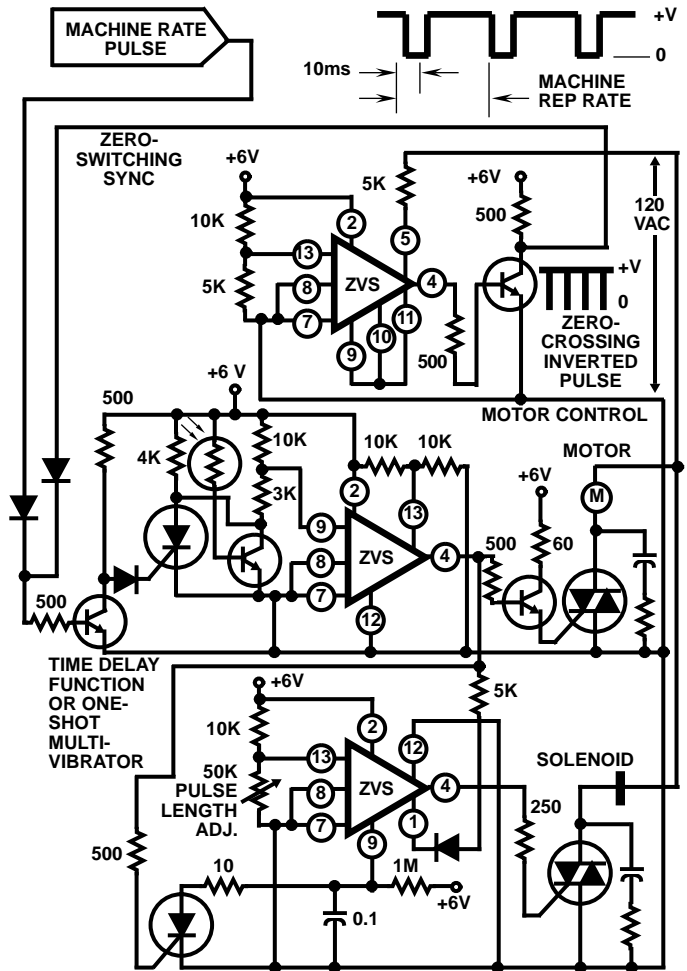 MACHINE RATE
PULSE
+V
0
10ms
MACHINE
REP RATE
ZERO-
SWITCHING
SYNC
+6V
5K
+6V
120
VAC
10K
2
5
500
13
5K
8
ZVS
4
+V
0
7
11
10
9
500
ZERO-
CROSSING
INVERTED
PULSE
+6 V
MOTOR CONTROL
500
4K
10K
10K
10K
MOTOR
+6V
3K
2
13
M
9
8
ZVS
4
500
60
7
12
500
TIME DELAY
FUNCTION
OR ONE-
SHOT
MULTI-
VIBRATOR
+6V
5K
10K
2
12
13
SOLENOID
50K
PULSE
LENGTH
ADJ.
8
ZVS
4
250
7
1
9
500
10
1M
+6V
0.1